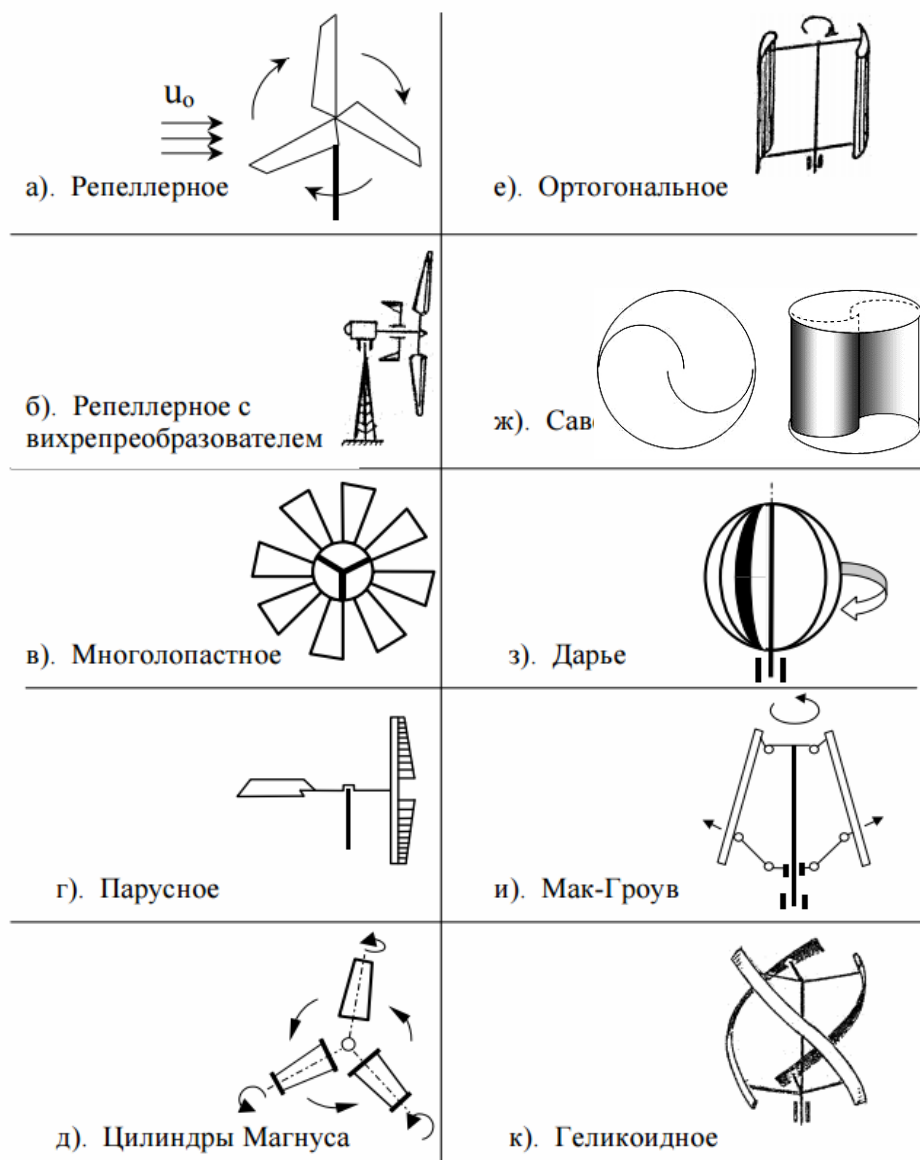 u₀
а). Репеллерное
б). Репеллерное с
вихрепреобразователем
в). Многолопастное
г). Парусное
д). Цилиндры Магнуса
е). Ортогональное
ж). Сав
з). Дарье
и). Мак-Гроув
к). Геликоидное